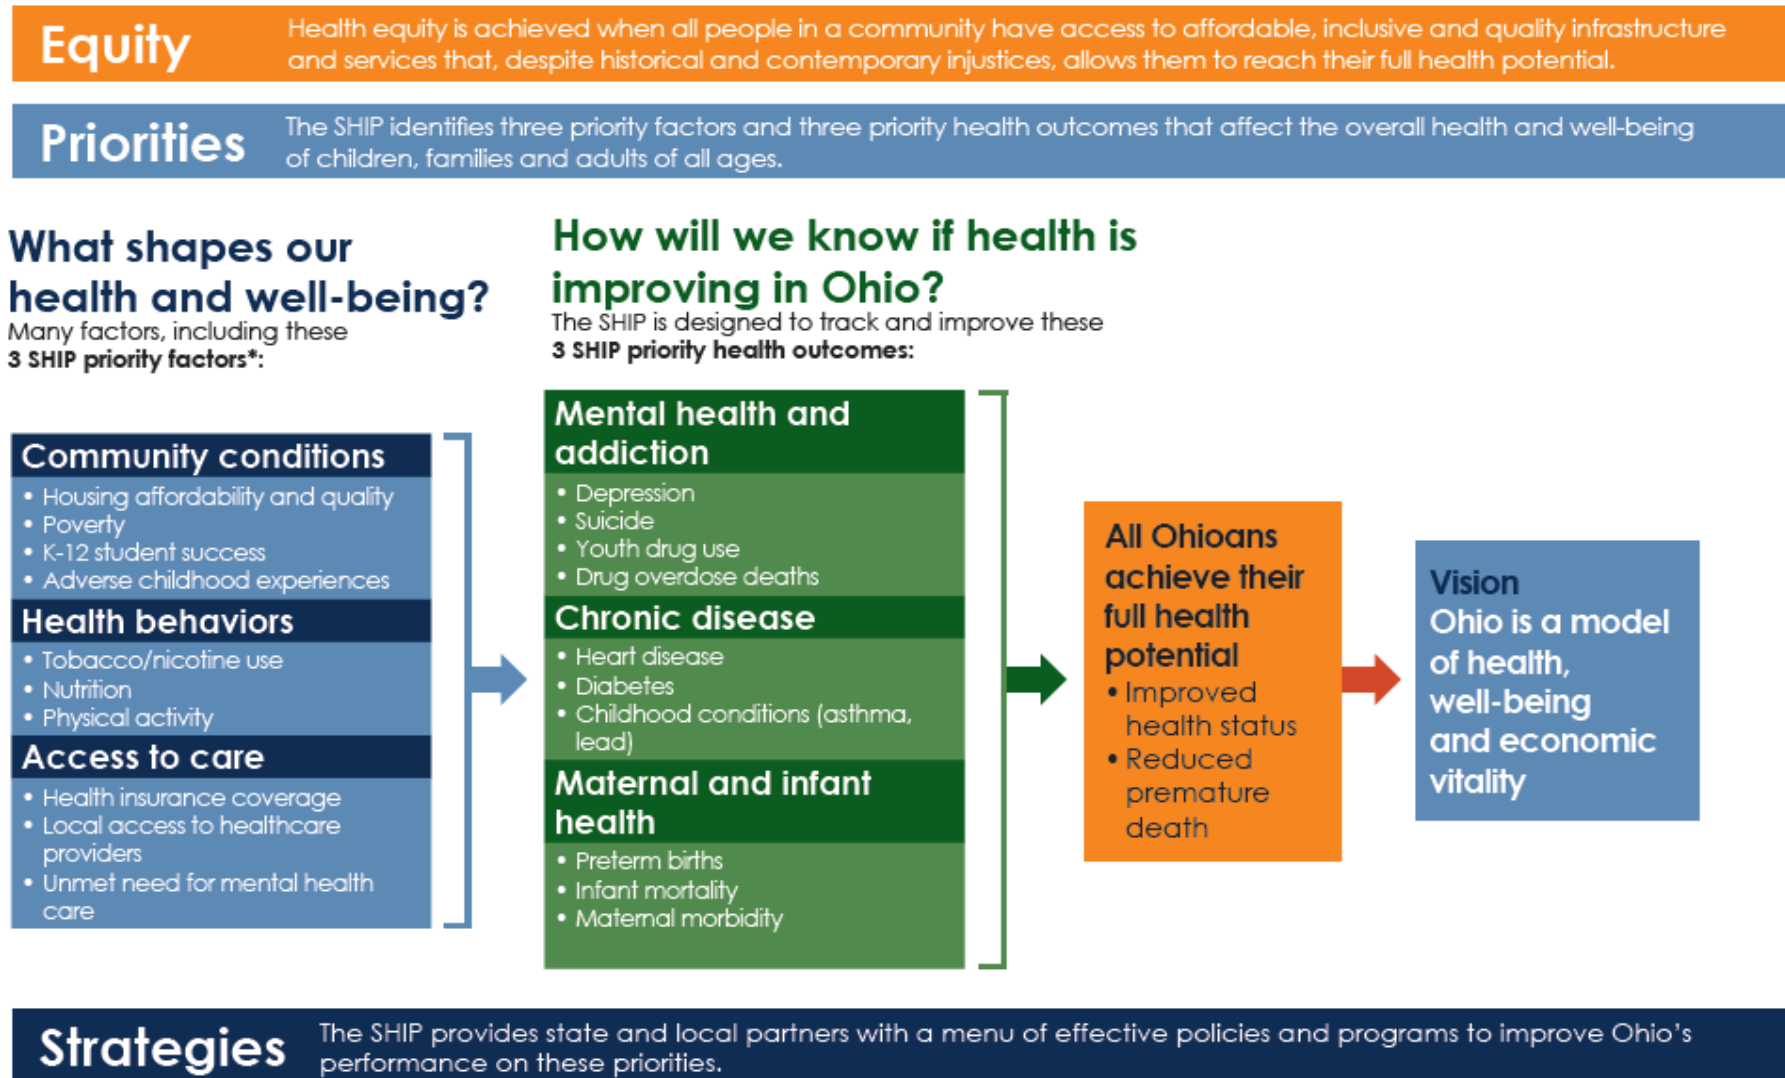 Equity
Health equity is achieved when all people in a community have access to affordable, inclusive and quality infrastructure
and services that, despite historical and contemporary injustices, allows them to reach their full health potential.
Priorities
The SHIP identifies three priority factors and three priority health outcomes that affect the overall health and well-being
of children, families and adults of all ages.
What shapes our
health and well-being?
Many factors, including these
3 SHIP priority factors*:
Community conditions
• Housing affordability and quality
• Poverty
• K-12 student success
• Adverse childhood experiences
Health behaviors
• Tobacco/nicotine use
• Nutrition
• Physical activity
Access to care
• Health insurance coverage
• Local access to healthcare
providers
• Unmet need for mental health
care
How will we know if health is
improving in Ohio?
The SHIP is designed to track and improve these
3 SHIP priority health outcomes:
Mental health and
addiction
• Depression
• Suicide
• Youth drug use
• Drug overdose deaths
Chronic disease
• Heart disease
• Diabetes
• Childhood conditions (asthma,
lead)
Maternal and infant
health
• Preterm births
• Infant mortality
• Maternal morbidity
All Ohioans
achieve their
full health
potential
• Improved
health status
• Reduced
premature
death
Vision
Ohio is a model
of health,
well-being
and economic
vitality
Strategies
The SHIP provides state and local partners with a menu of effective policies and programs to improve Ohio's
performance on these priorities.